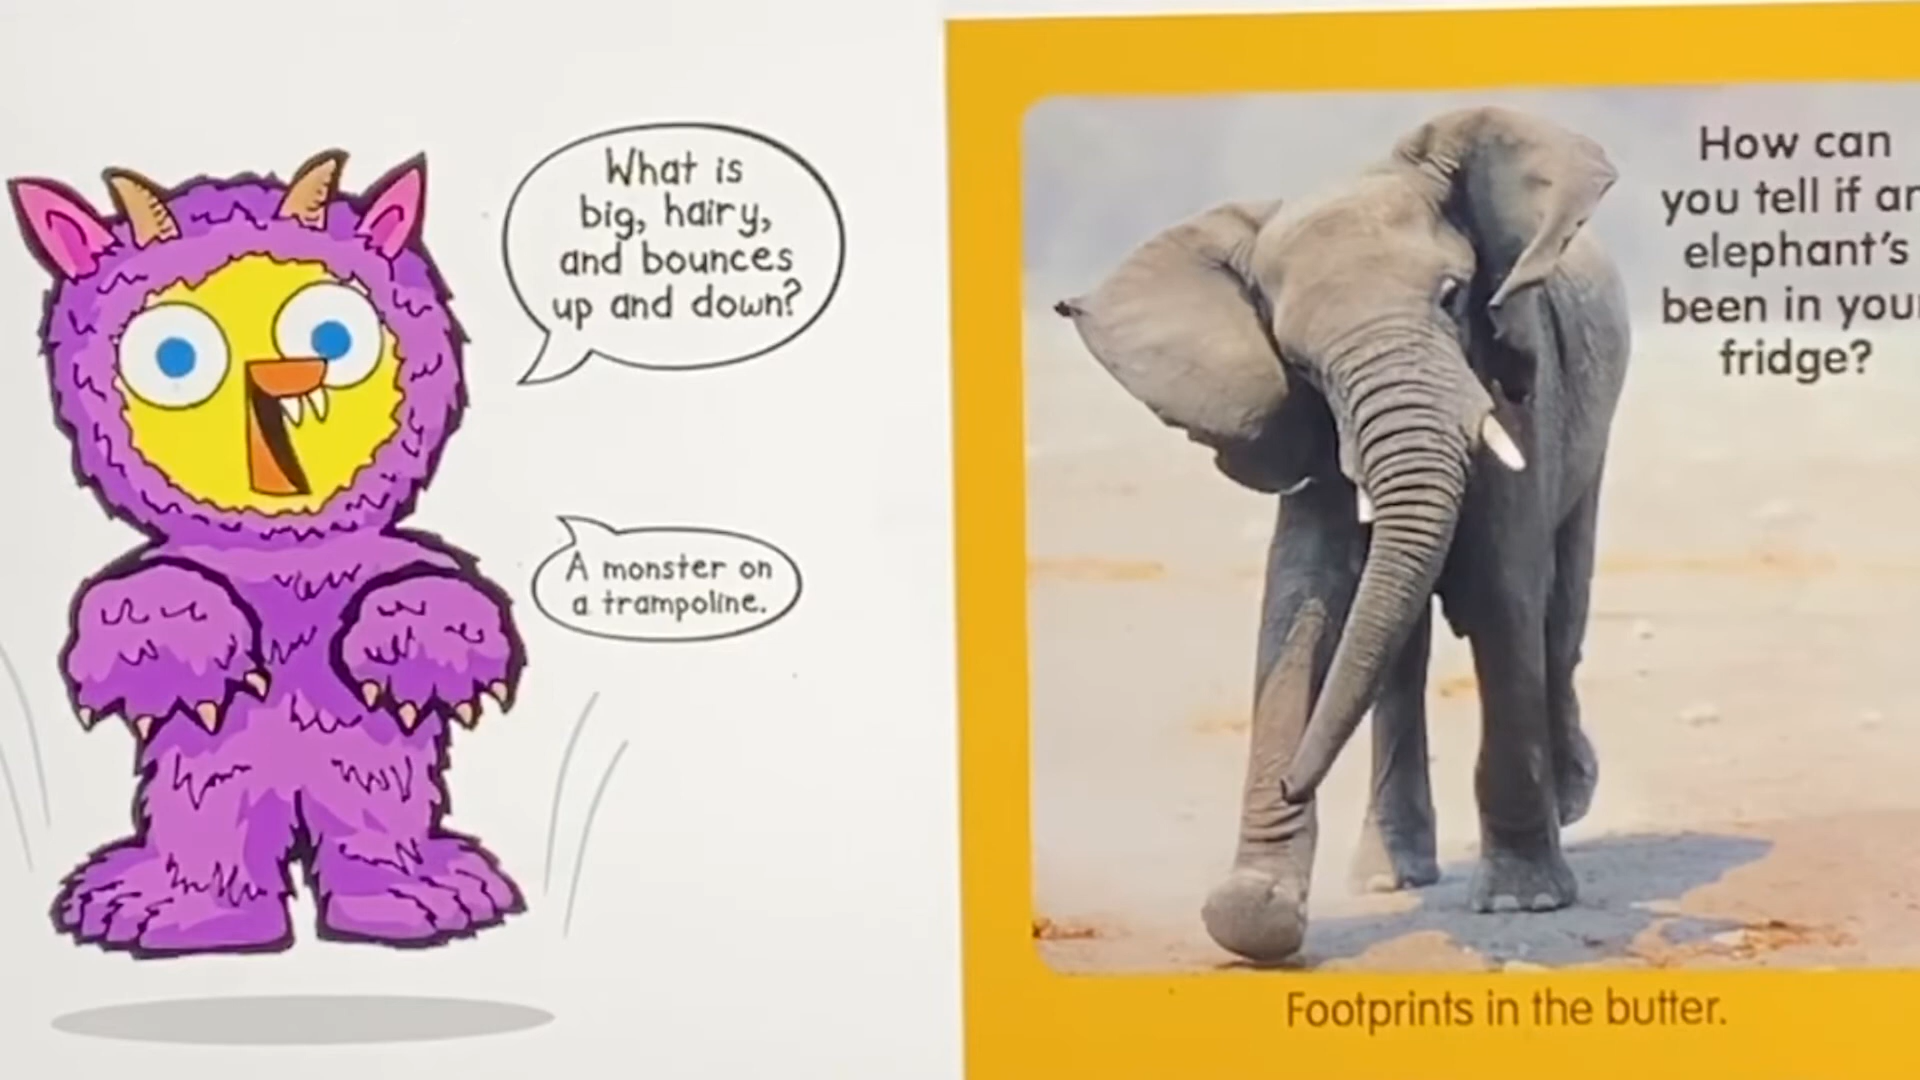 What is
big, hairy,
and bounces
up and down?
A monster on
a trampoline.
How can
you tell if an
elephant's
been in your
fridge?
Footprints in the butter.